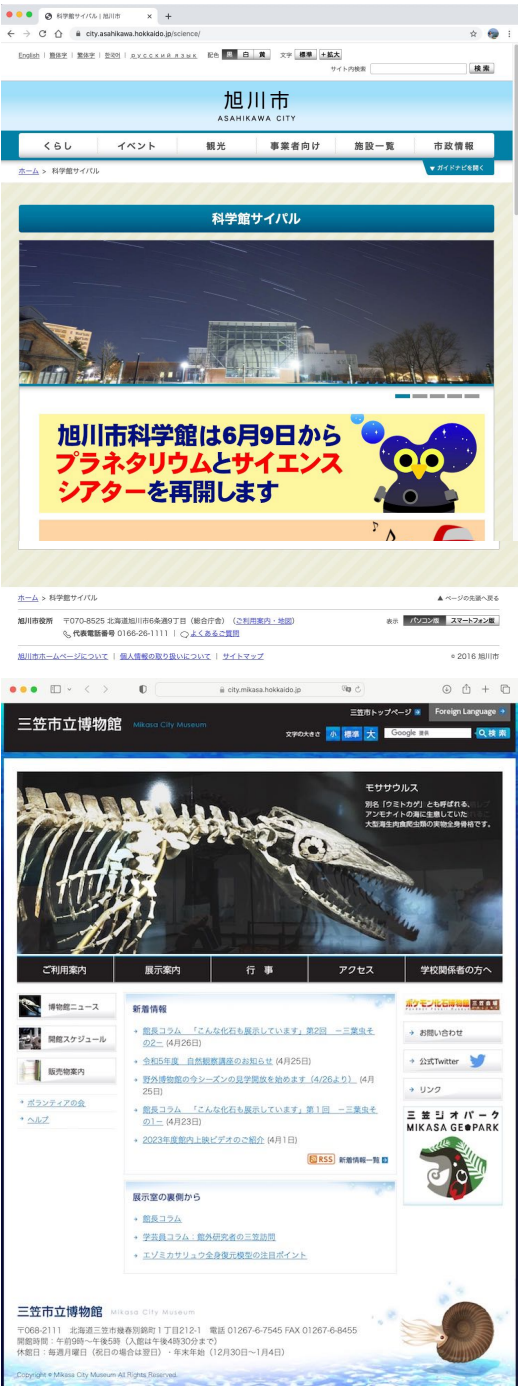 科学館サイパル | 旭川市
city.asahikawa.hokkaido.jp/science/
English | 簡体字 | 繁体字 | 한국어 | русский язык 配色 黒 白 黄 文字 標準 +拡大
サイト内検索 検索
旭川市
ASAHIKAWA CITY
くらし イベント 観光 事業者向け 施設一覧 市政情報
ホーム > 科学館サイパル ▼ ガイドナビを開く
科学館サイパル
旭川市科学館は6月9日から
プラネタリウムとサイエンス
シアターを再開します
ホーム > 科学館サイパル ▲ ページの先頭へ戻る
旭川市役所 〒070-8525 北海道旭川市6条通9丁目（総合庁舎）（ご利用案内・地図） 表示 パソコン版 スマートフォン版
代表電話番号 0166-26-1111 | よくあるご質問
旭川市ホームページについて | 個人情報の取り扱いについて | サイトマップ © 2016 旭川市
city.mikasa.hokkaido.jp
三笠市トップページ Foreign Language
三笠市立博物館 Mikasa City Museum
文字の大きさ 小 標準 大 Google 検索
モササウルス
別名「ウミトカゲ」とも呼ばれる、
アンモナイトの海に生息していた
大型海生肉食爬虫類の実物全身骨格です。
ご利用案内 展示案内 行 事 アクセス 学校関係者の方へ
博物館ニュース
開館スケジュール
販売物案内
ボランティアの会
ヘルプ
新着情報
館長コラム 「こんな化石も展示しています」第2回 －三葉虫そ
の2－ (4月26日)
令和5年度 自然観察講座のお知らせ (4月25日)
野外博物館の今シーズンの見学開放を始めます（4/26より） (4月
25日)
館長コラム 「こんな化石も展示しています」第1回 －三葉虫そ
の1－ (4月23日)
2023年度館内上映ビデオのご紹介 (4月1日)
RSS 新着情報一覧
展示室の裏側から
館長コラム
学芸員コラム：館外研究者の三笠訪問
エゾミカサリュウ全身復元模型の注目ポイント
ポケモン化石博物館
お問い合わせ
公式Twitter
リンク
三笠ジオパーク
MIKASA GEOPARK
三笠市立博物館 Mikasa City Museum
〒068-2111 北海道三笠市幾春別錦町1丁目212-1 電話 01267-6-7545 FAX 01267-6-8455
開館時間：午前9時～午後5時（入館は午後4時30分まで）
休館日：毎週月曜日（祝日の場合は翌日）・年末年始（12月30日～1月4日）
Copyright © Mikasa City Museum All Rights Reserved.